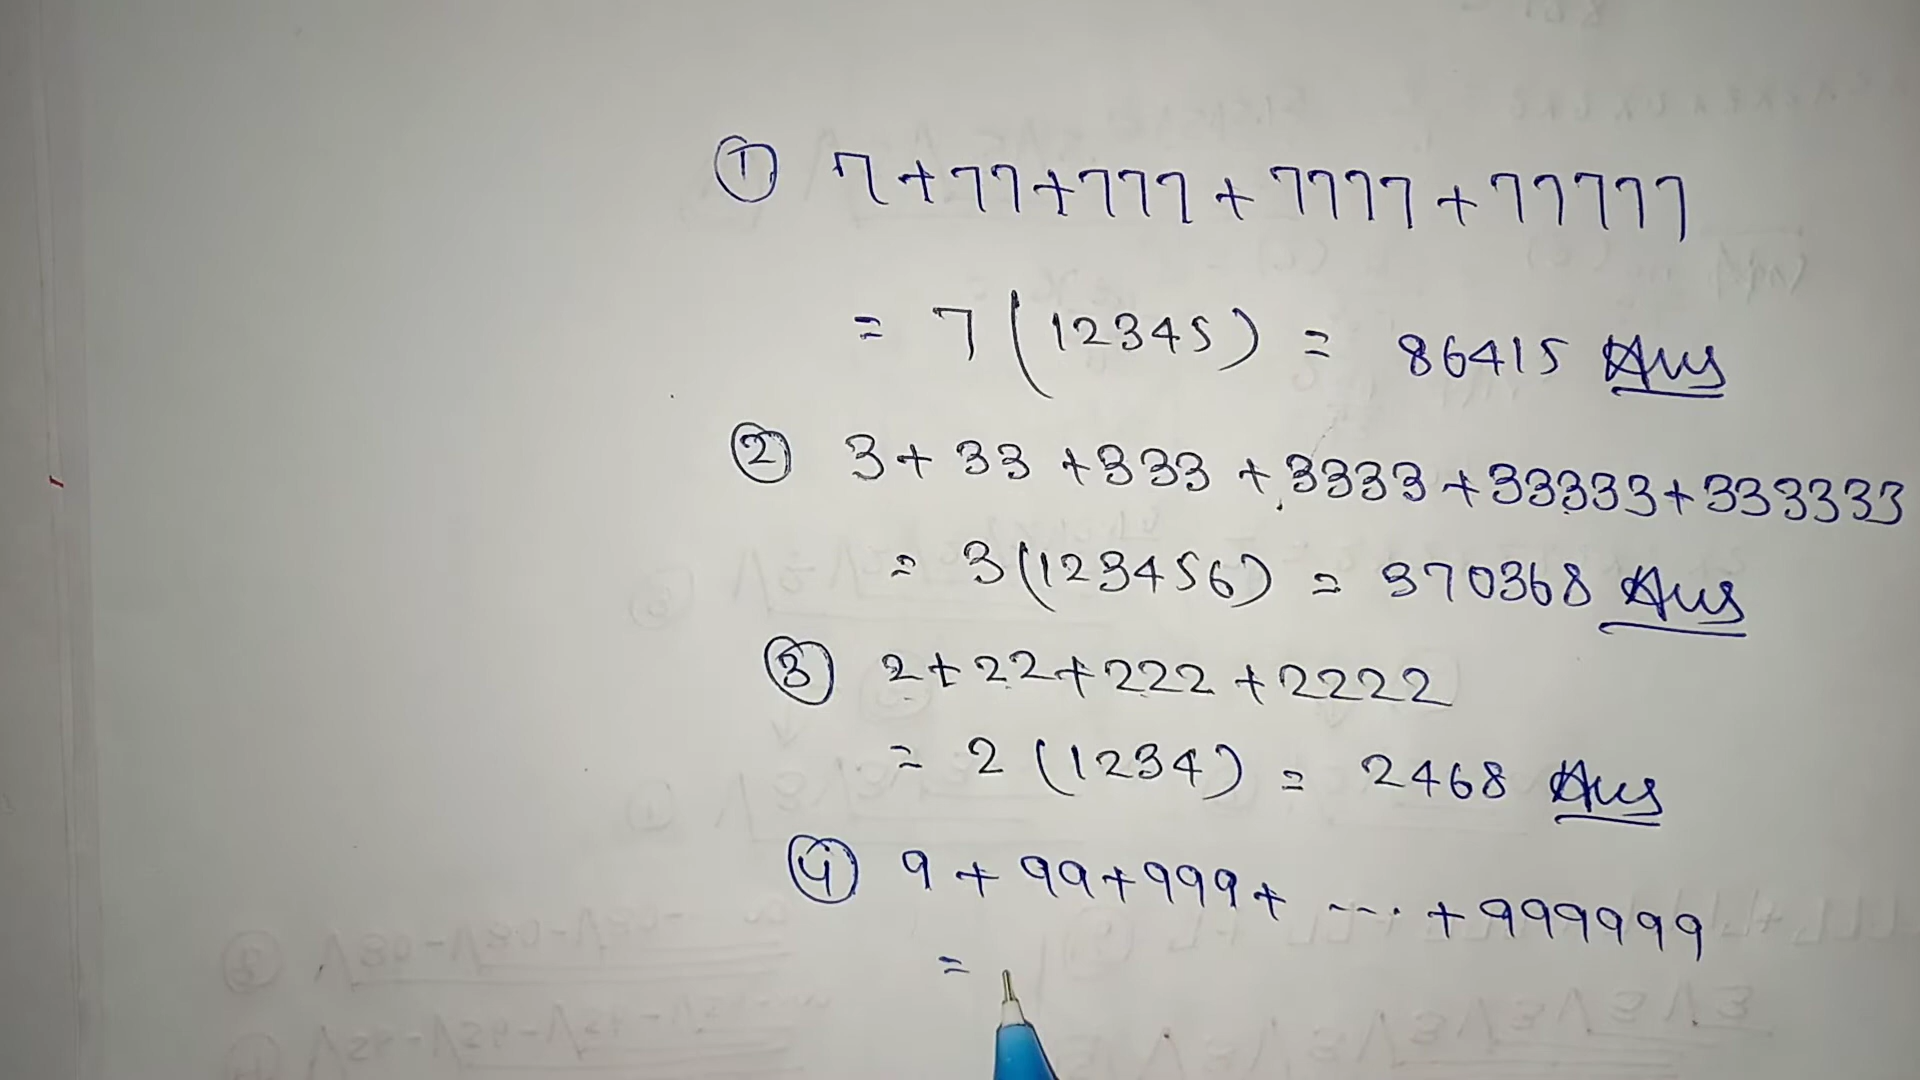 ① 7+77+777+7777+77777
= 7(12345) = 86415 Ans
② 3+33+333+3333+33333+333333
= 3(123456) = 370368 Ans
③ 2+22+222+2222
= 2(1234) = 2468 Ans
④ 9+99+999+ ---- +999999
=